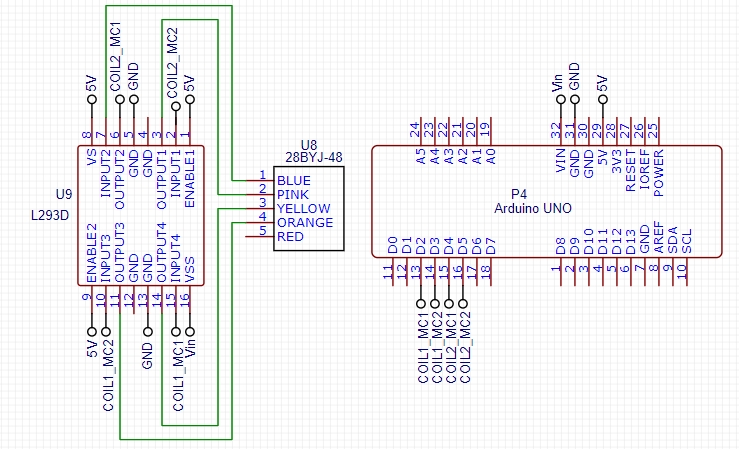 COIL2_MC1
COIL2_MC2
5V
GND
5V
8
7
6
5
4
3
2
1
VS
INPUT2
OUTPUT2
GND
GND
OUTPUT1
INPUT1
ENABLE1
U9
L293D
ENABLE2
INPUT3
OUTPUT3
GND
GND
OUTPUT4
INPUT4
VSS
9
10
11
12
13
14
15
16
5V
COIL1_MC2
GND
COIL1_MC1
Vin
U8
28BYJ-48
1 BLUE
2 PINK
3 YELLOW
4 ORANGE
5 RED
Vin
GND
5V
24
23
22
21
20
19
32
31
30
29
28
27
26
25
A5
A4
A3
A2
A1
A0
VIN
GND
GND
5V
3V3
RESET
IOREF
POWER
P4
Arduino UNO
D0
D1
D2
D3
D4
D5
D6
D7
D8
D9
D10
D11
D12
D13
GND
AREF
SDA
SCL
11
12
13
14
15
16
17
18
1
2
3
4
5
6
7
8
9
10
COIL1_MC1
COIL1_MC2
COIL2_MC1
COIL2_MC2